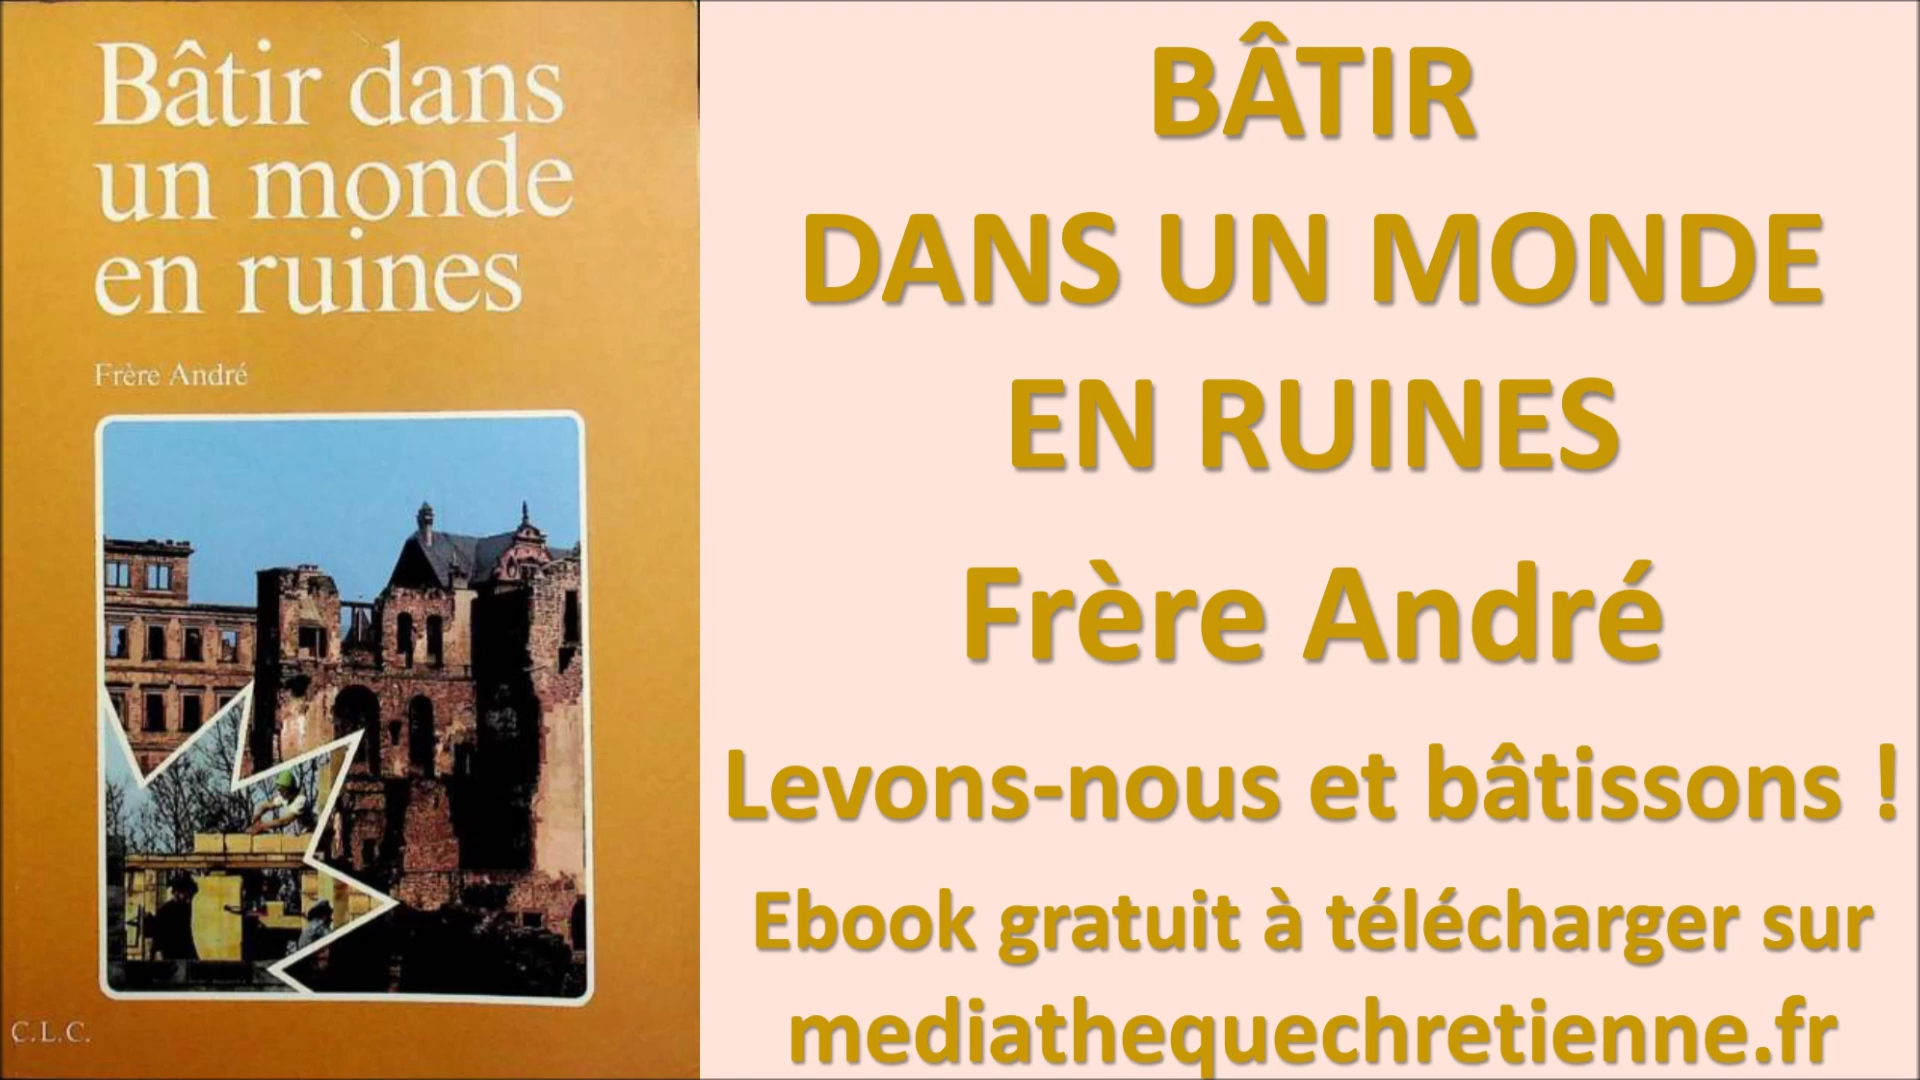 Bâtir dans
un monde
en ruines
Frère André
C.L.C.
BÂTIR
DANS UN MONDE
EN RUINES
Frère André
Levons-nous et bâtissons !
Ebook gratuit à télécharger sur
mediathequechretienne.fr